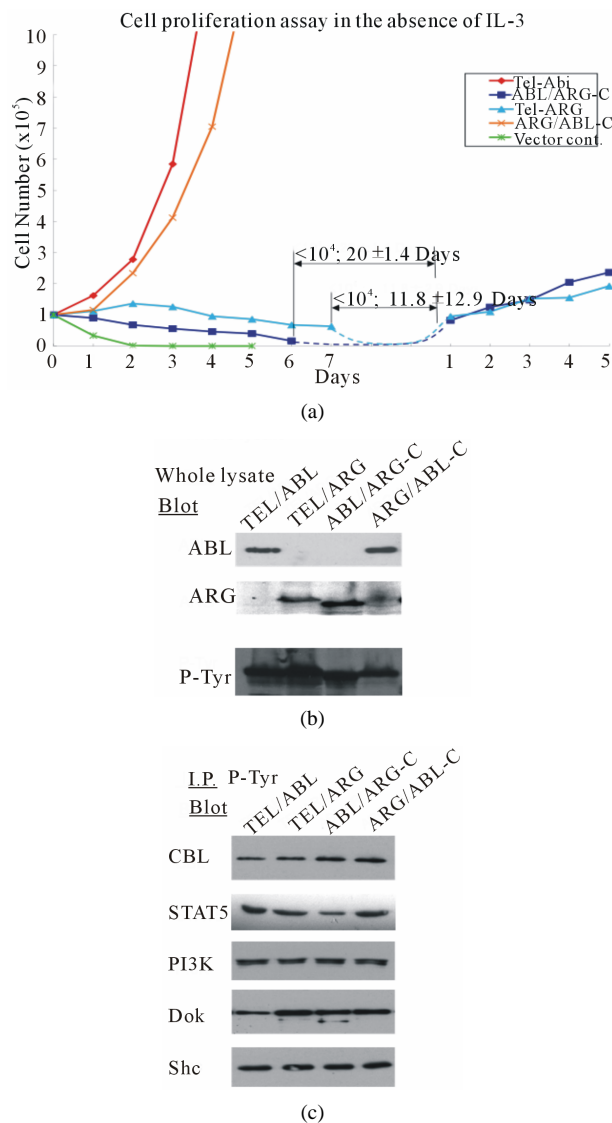 Cell proliferation assay in the absence of IL-3
Cell Number (x10⁵)
10
9
8
7
6
5
4
3
2
1
0
Tel-Abi
ABL/ARG-C
Tel-ARG
ARG/ABL-C
Vector cont.
<10⁴; 20 ±1.4 Days
<10⁴; 11.8 ±12.9 Days
0 1 2 3 4 5 6 7 1 2 3 4 5
Days
(a)
Whole lysate
Blot
TEL/ABL TEL/ARG ABL/ARG-C ARG/ABL-C
ABL
ARG
P-Tyr
(b)
I.P. P-Tyr
Blot
TEL/ABL TEL/ARG ABL/ARG-C ARG/ABL-C
CBL
STAT5
PI3K
Dok
Shc
(c)